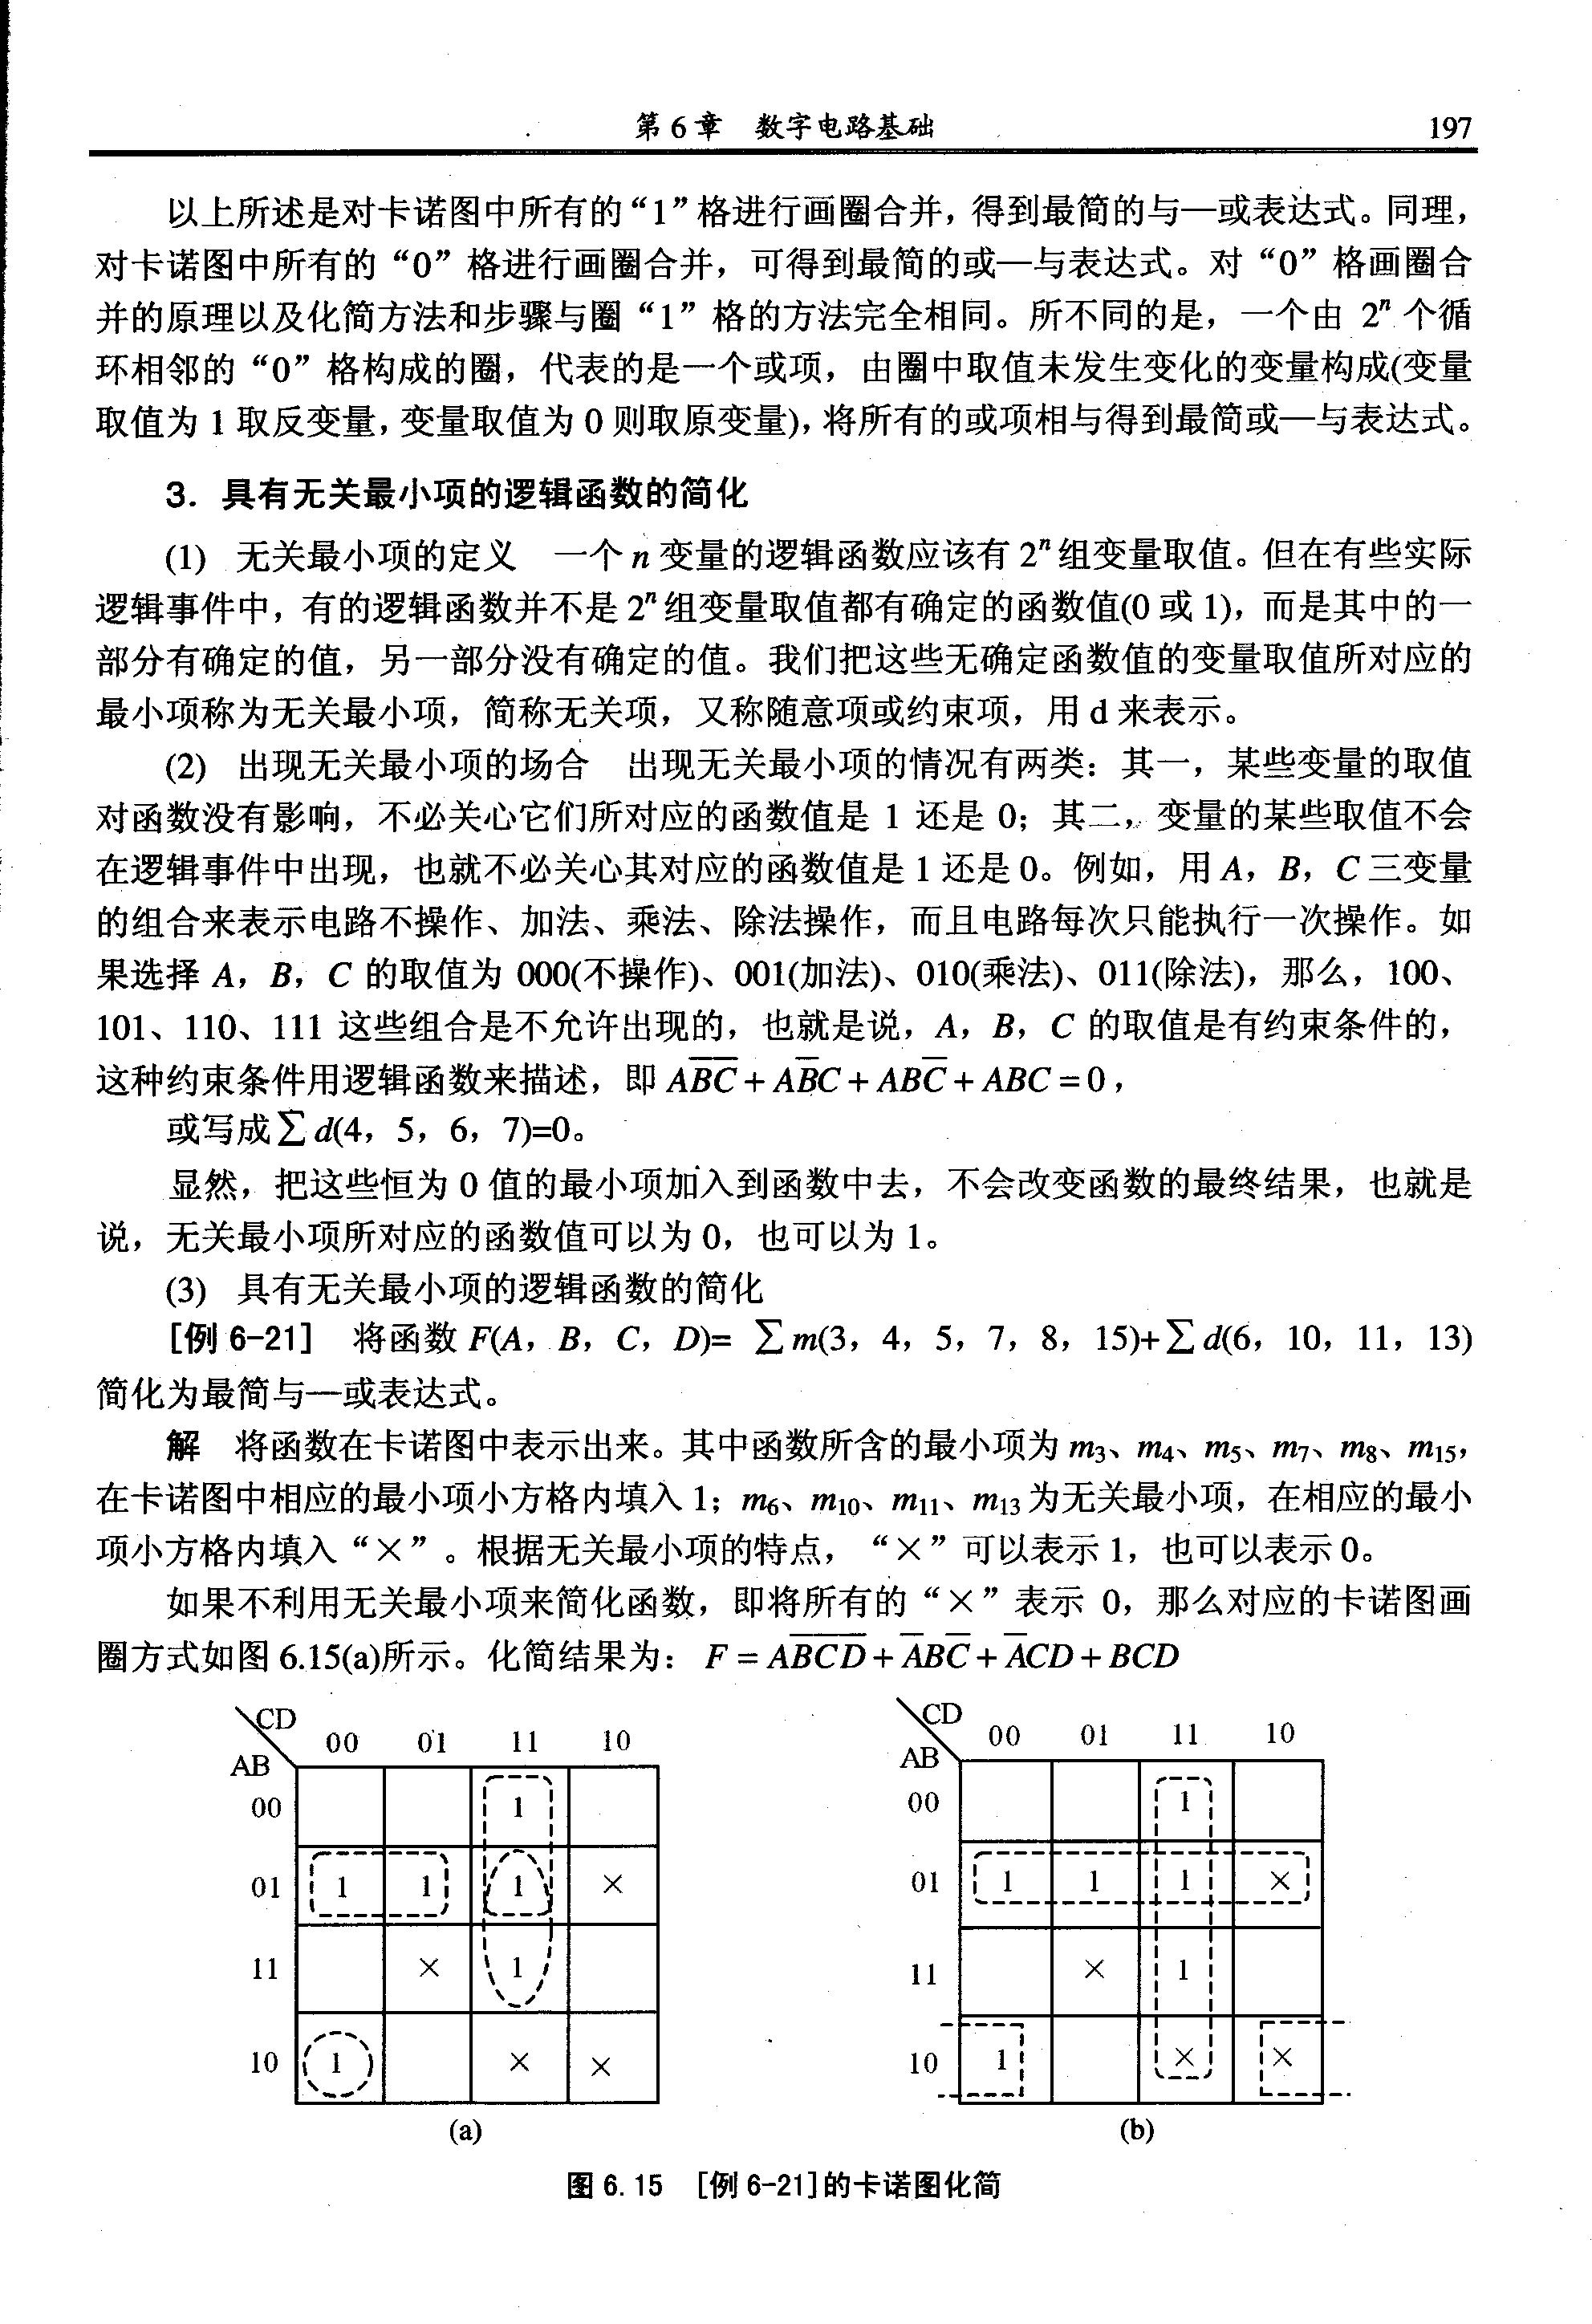 第6章 数字电路基础 197
以上所述是对卡诺图中所有的“1”格进行画圈合并，得到最简的与—或表达式。同理，
对卡诺图中所有的“0”格进行画圈合并，可得到最简的或—与表达式。对“0”格画圈合
并的原理以及化简方法和步骤与圈“1”格的方法完全相同。所不同的是，一个由 2ⁿ 个循
环相邻的“0”格构成的圈，代表的是一个或项，由圈中取值未发生变化的变量构成(变量
取值为 1 取反变量，变量取值为 0 则取原变量)，将所有的或项相与得到最简或—与表达式。
3．具有无关最小项的逻辑函数的简化
(1) 无关最小项的定义 一个 n 变量的逻辑函数应该有 2ⁿ 组变量取值。但在有些实际
逻辑事件中，有的逻辑函数并不是 2ⁿ 组变量取值都有确定的函数值(0 或 1)，而是其中的一
部分有确定的值，另一部分没有确定的值。我们把这些无确定函数值的变量取值所对应的
最小项称为无关最小项，简称无关项，又称随意项或约束项，用 d 来表示。
(2) 出现无关最小项的场合 出现无关最小项的情况有两类：其一，某些变量的取值
对函数没有影响，不必关心它们所对应的函数值是 1 还是 0；其二，变量的某些取值不会
在逻辑事件中出现，也就不必关心其对应的函数值是 1 还是 0。例如，用 A，B，C 三变量
的组合来表示电路不操作、加法、乘法、除法操作，而且电路每次只能执行一次操作。如
果选择 A，B，C 的取值为 000(不操作)、001(加法)、010(乘法)、011(除法)，那么，100、
101、110、111 这些组合是不允许出现的，也就是说，A，B，C 的取值是有约束条件的，
这种约束条件用逻辑函数来描述，即 AB̅C̅ + AB̅C + ABC̅ + ABC = 0，
或写成∑d(4，5，6，7)=0。
显然，把这些恒为 0 值的最小项加入到函数中去，不会改变函数的最终结果，也就是
说，无关最小项所对应的函数值可以为 0，也可以为 1。
(3) 具有无关最小项的逻辑函数的简化
[例 6-21] 将函数 F(A，B，C，D)= ∑m(3，4，5，7，8，15)+∑d(6，10，11，13)
简化为最简与—或表达式。
解 将函数在卡诺图中表示出来。其中函数所含的最小项为 m₃、m₄、m₅、m₇、m₈、m₁₅，
在卡诺图中相应的最小项小方格内填入 1；m₆、m₁₀、m₁₁、m₁₃ 为无关最小项，在相应的最小
项小方格内填入“×”。根据无关最小项的特点，“×”可以表示 1，也可以表示 0。
如果不利用无关最小项来简化函数，即将所有的“×”表示 0，那么对应的卡诺图画
圈方式如图 6.15(a)所示。化简结果为：F = AB̅C̅D̅ + A̅BC̅ + A̅CD + BCD
CD
AB
00 01 11 10
00 1
01 1 1 1 ×
11 × 1
10 1 × ×
(a)
CD
AB
00 01 11 10
00 1
01 1 1 1 ×
11 × 1
10 1 × ×
(b)
图 6.15 [例 6-21]的卡诺图化简